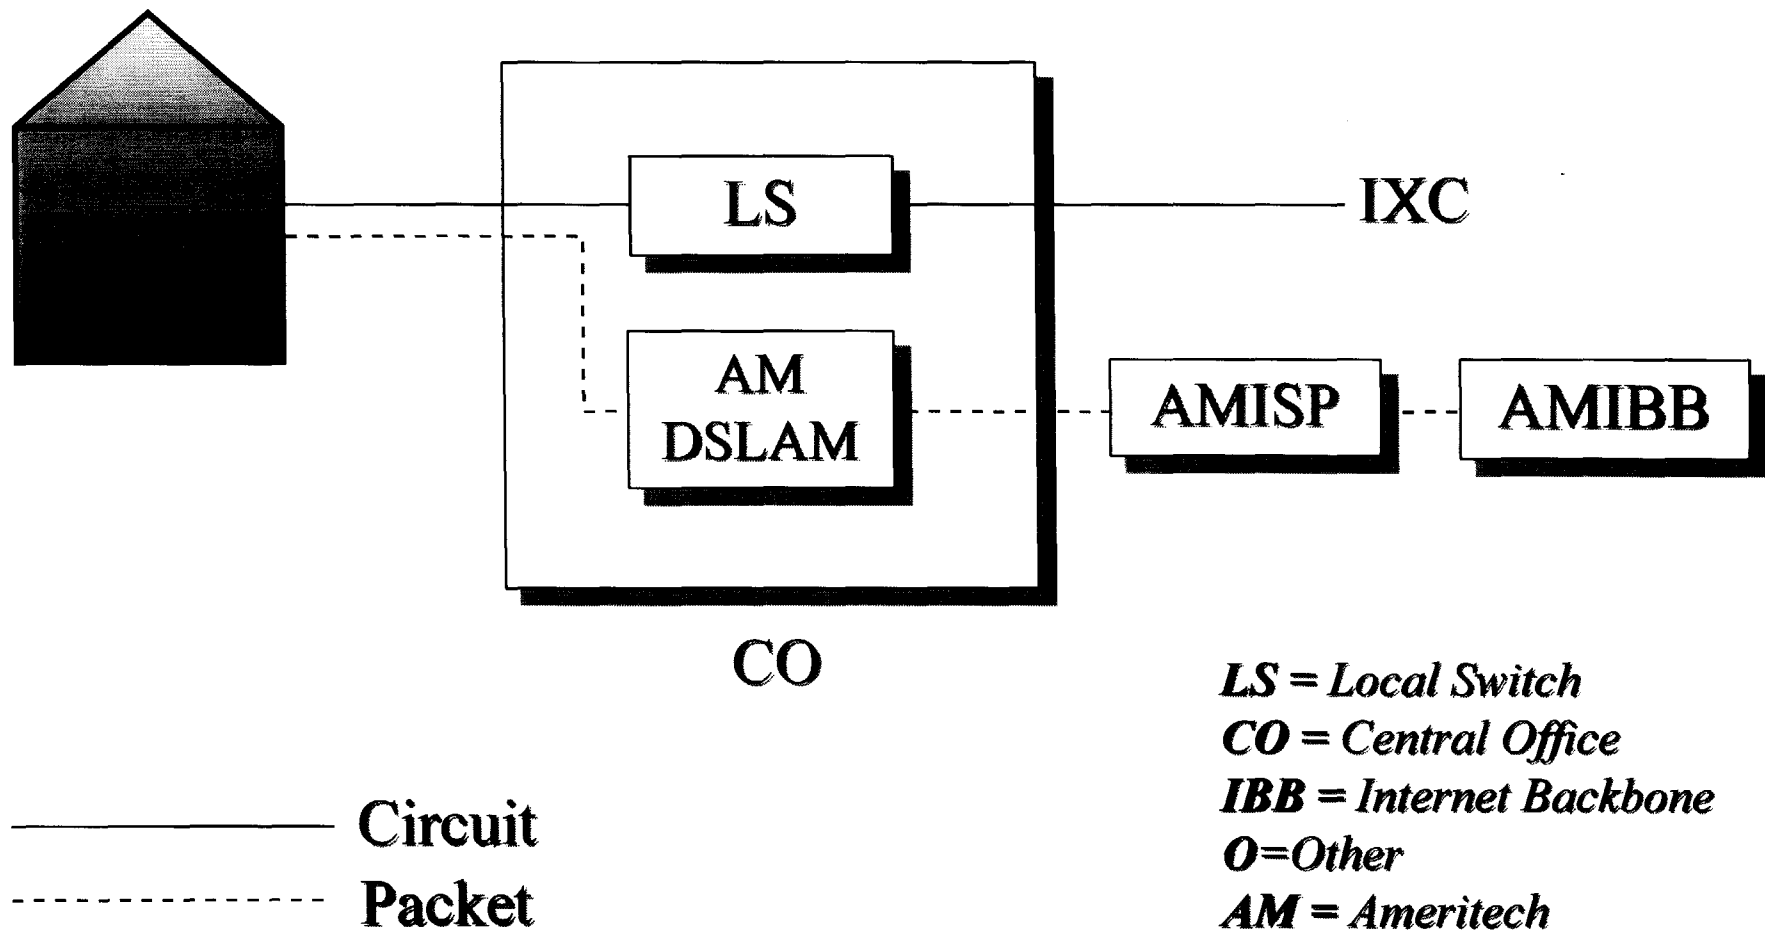 LS
IXC
AM
DSLAM
AMISP
AMIBB
CO
LS = Local Switch
CO = Central Office
IBB = Internet Backbone
O=Other
AM = Ameritech
Circuit
Packet